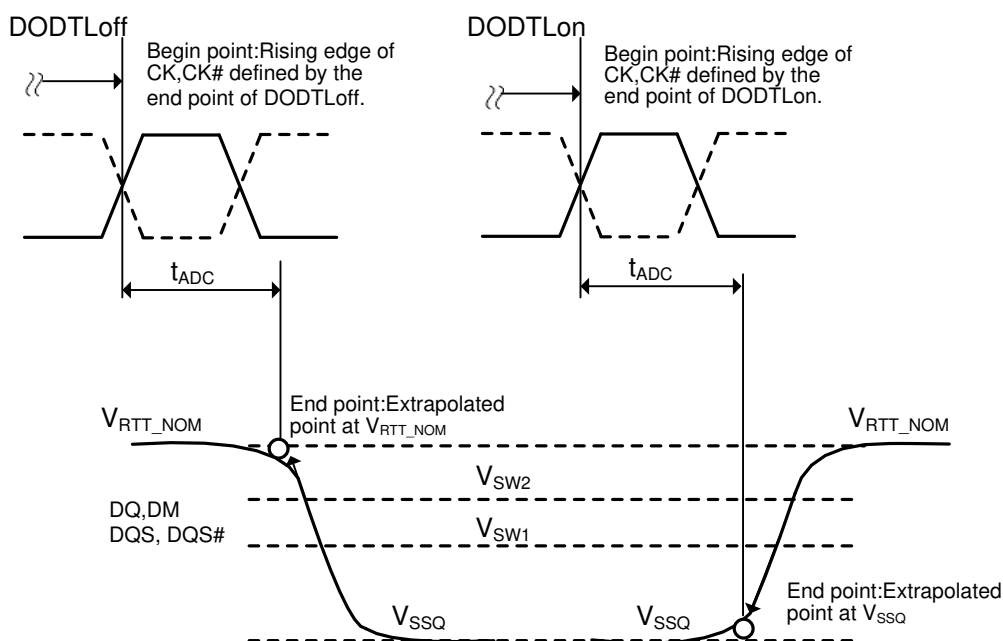 DODTLoff
Begin point:Rising edge of
CK,CK# defined by the
end point of DODTLoff.
DODTLon
Begin point:Rising edge of
CK,CK# defined by the
end point of DODTLon.
tADC
tADC
VRTT_NOM
End point:Extrapolated
point at VRTT_NOM
VRTT_NOM
VSW2
DQ,DM
DQS, DQS#
VSW1
VSSQ
VSSQ
End point:Extrapolated
point at VSSQ